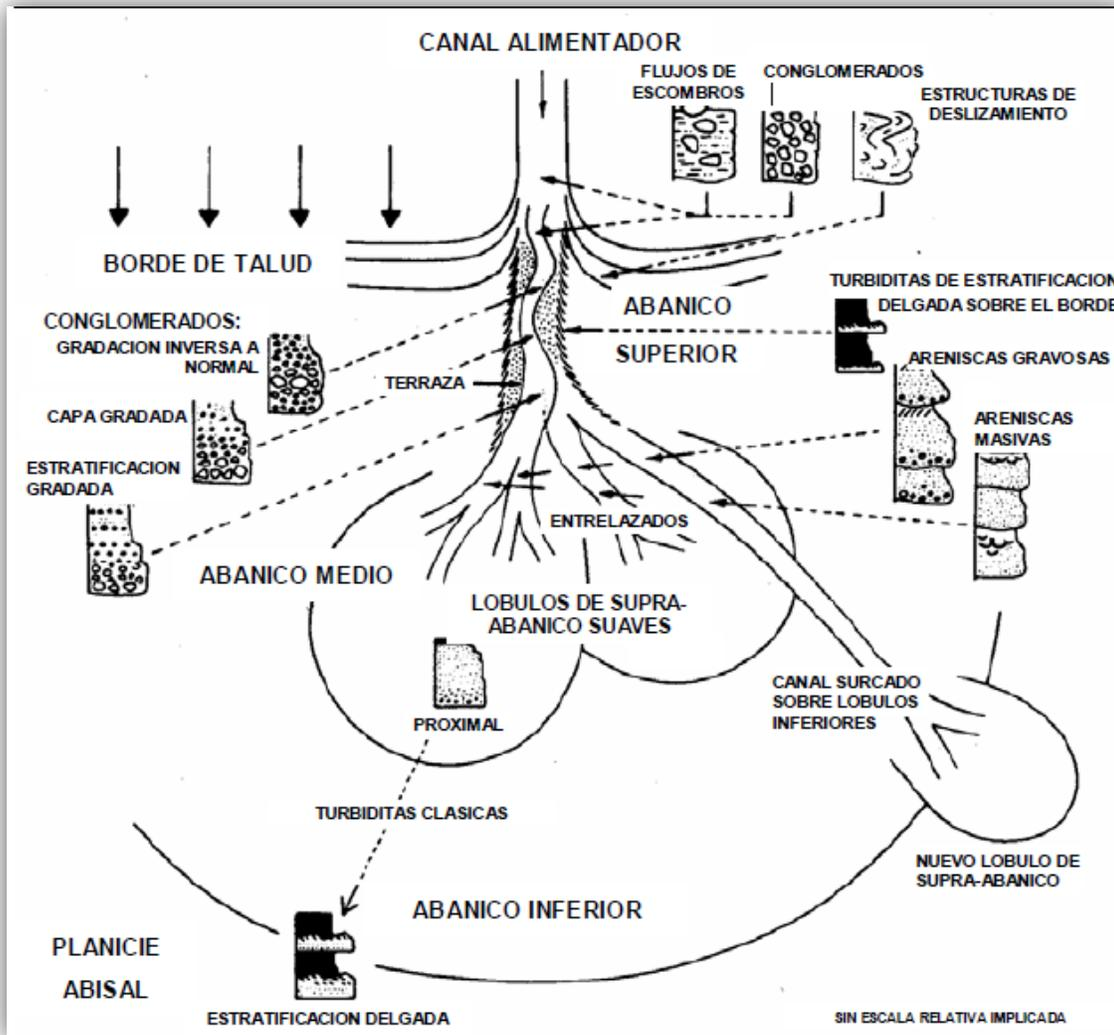 CANAL ALIMENTADOR
FLUJOS DE
ESCOMBROS
CONGLOMERADOS
ESTRUCTURAS DE
DESLIZAMIENTO
BORDE DE TALUD
ABANICO
SUPERIOR
TURBIDITAS DE ESTRATIFICACION
DELGADA SOBRE EL BORDE
CONGLOMERADOS:
GRADACION INVERSA A
NORMAL
TERRAZA
ARENISCAS GRAVOSAS
CAPA GRADADA
ARENISCAS
MASIVAS
ESTRATIFICACION
GRADADA
ENTRELAZADOS
ABANICO MEDIO
LOBULOS DE SUPRA-
ABANICO SUAVES
CANAL SURCADO
SOBRE LOBULOS
INFERIORES
PROXIMAL
TURBIDITAS CLASICAS
NUEVO LOBULO DE
SUPRA-ABANICO
ABANICO INFERIOR
PLANICIE
ABISAL
ESTRATIFICACION DELGADA
SIN ESCALA RELATIVA IMPLICADA